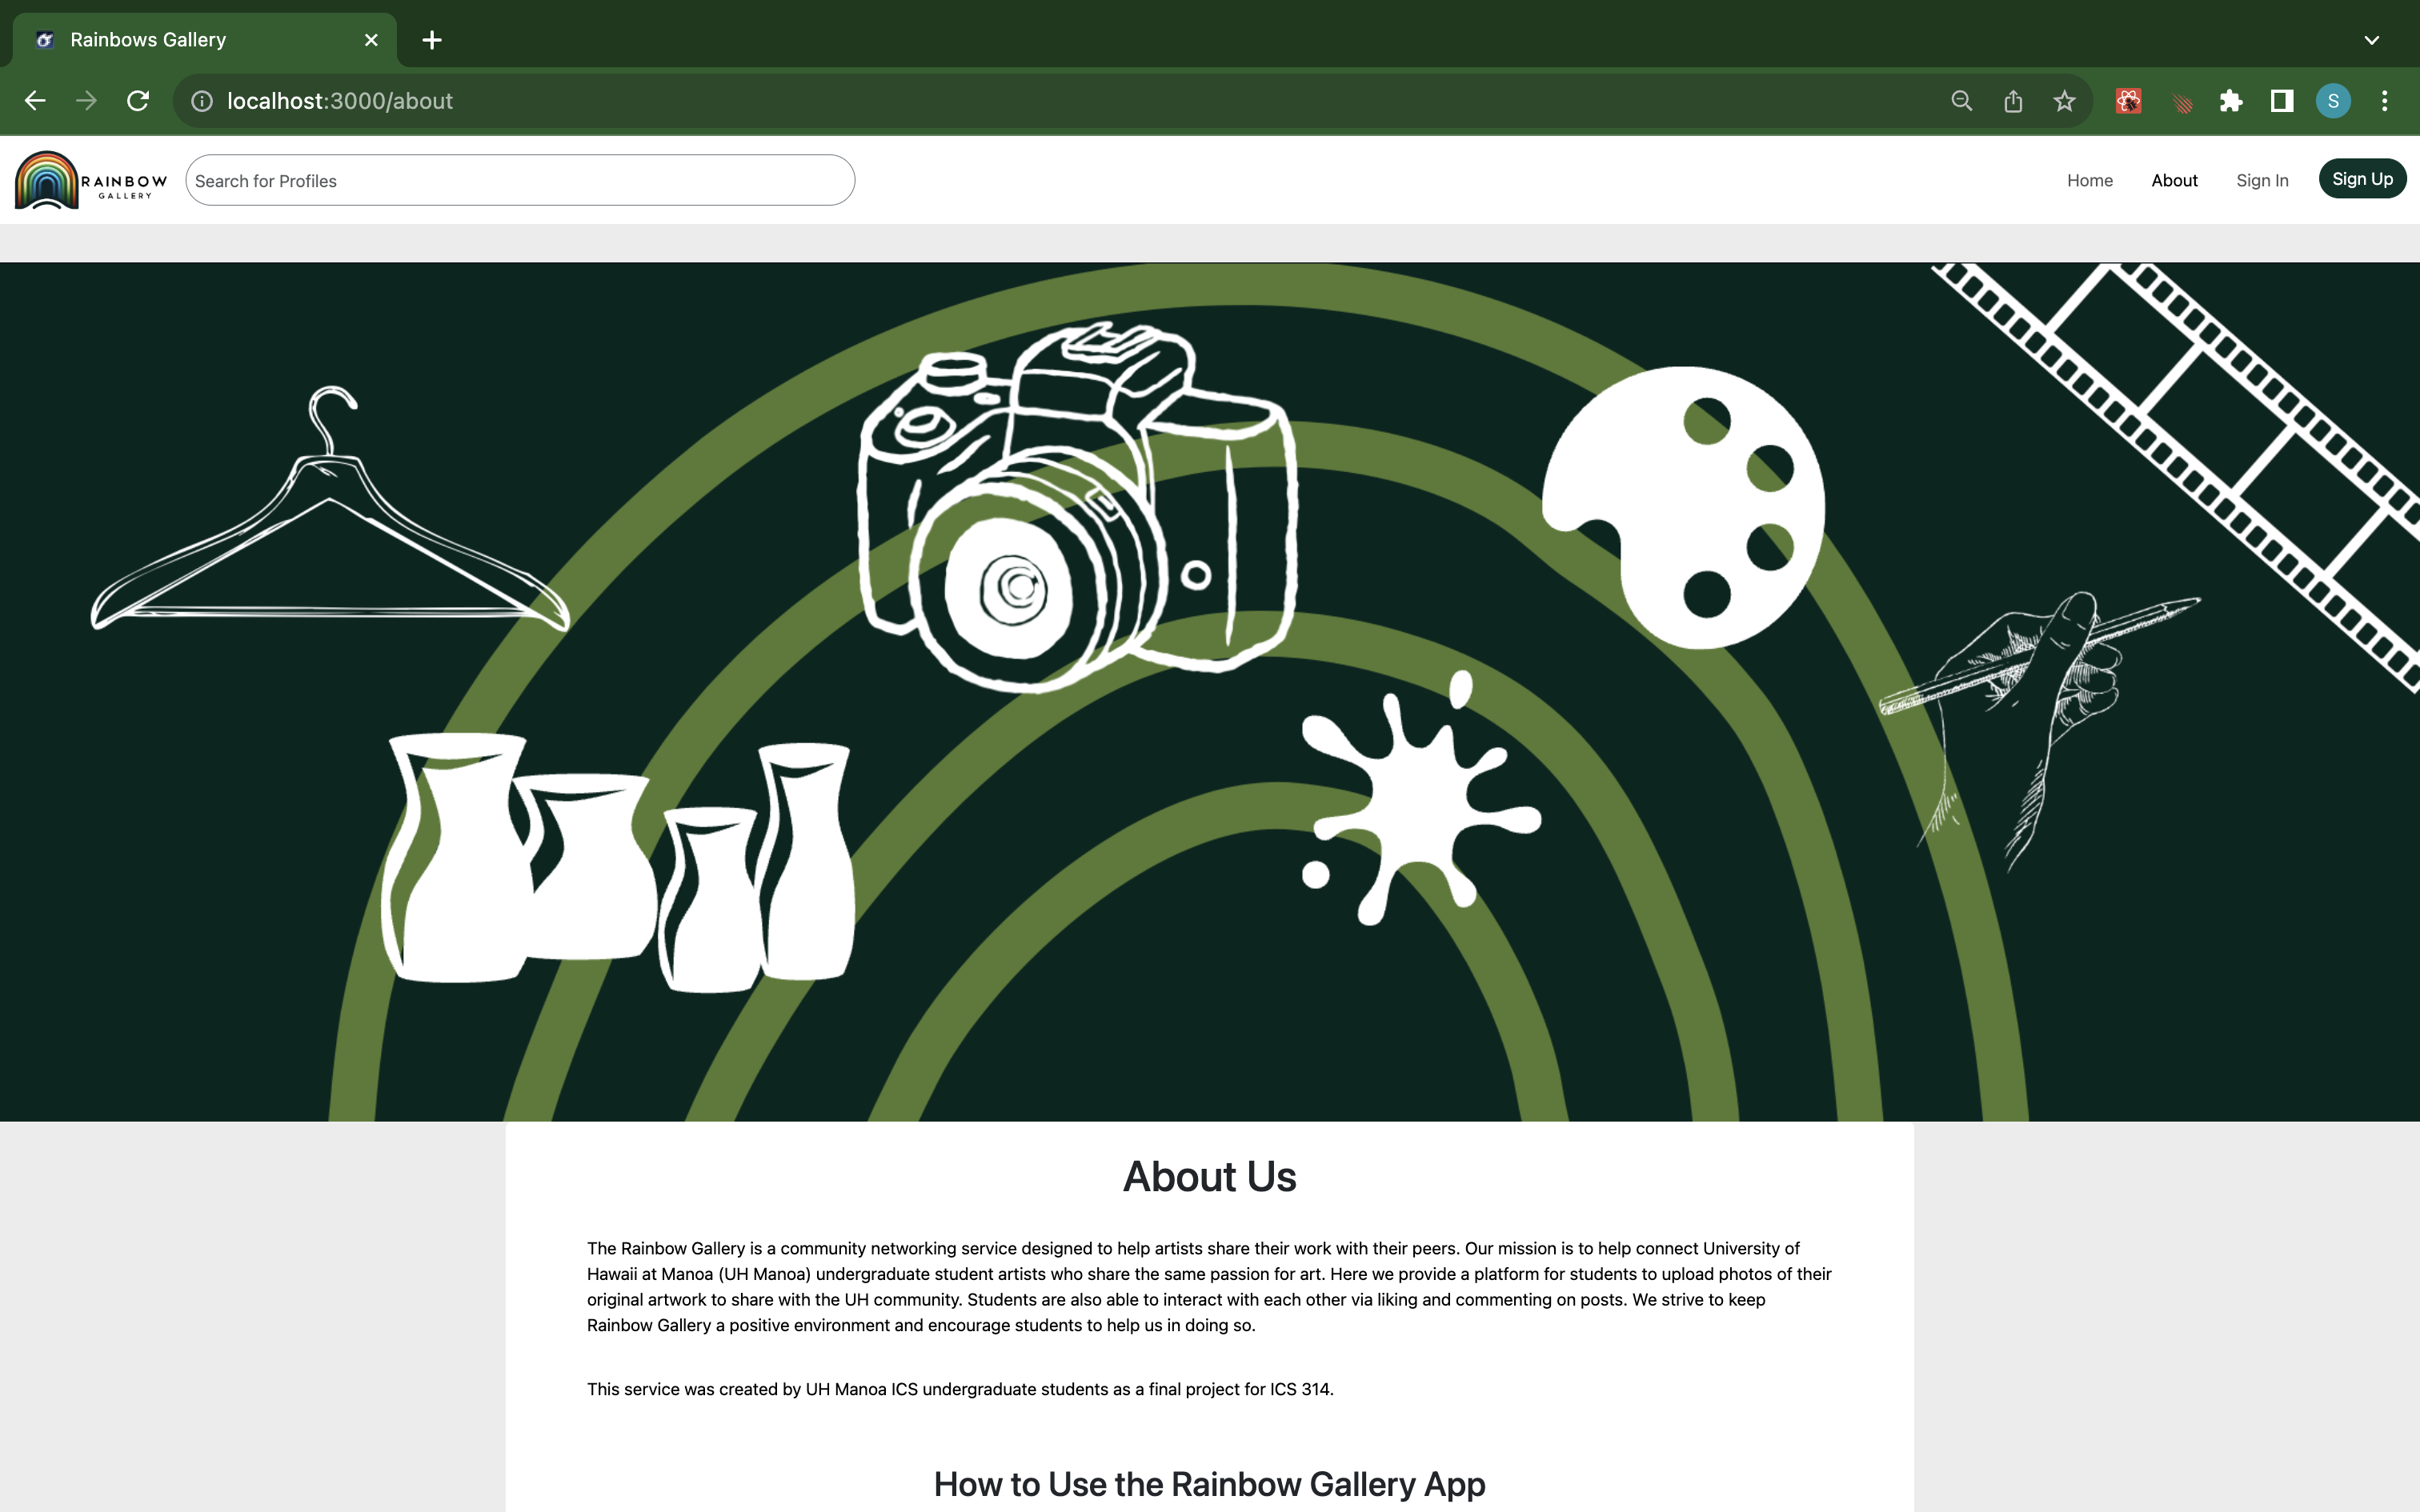 Rainbows Gallery
localhost:3000/about
S
RAINBOW
GALLERY
Search for Profiles
Home
About
Sign In
Sign Up
About Us
The Rainbow Gallery is a community networking service designed to help artists share their work with their peers. Our mission is to help connect University of
Hawaii at Manoa (UH Manoa) undergraduate student artists who share the same passion for art. Here we provide a platform for students to upload photos of their
original artwork to share with the UH community. Students are also able to interact with each other via liking and commenting on posts. We strive to keep
Rainbow Gallery a positive environment and encourage students to help us in doing so.
This service was created by UH Manoa ICS undergraduate students as a final project for ICS 314.
How to Use the Rainbow Gallery App